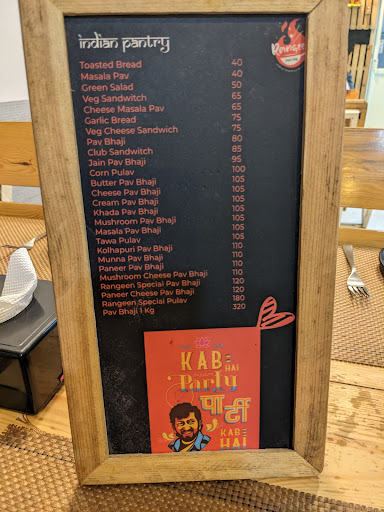 indian pantry
Rangeen
Toasted Bread 40
Masala Pav 40
Green Salad 50
Veg Sandwitch 65
Cheese Masala Pav 65
Garlic Bread 75
Veg Cheese Sandwich 75
Pav Bhaji 80
Club Sandwitch 85
Jain Pav Bhaji 95
Corn Pulav 100
Butter Pav Bhaji 105
Cheese Pav Bhaji 105
Cream Pav Bhaji 105
Khada Pav Bhaji 105
Mushroom Pav Bhaji 105
Masala Pav Bhaji 105
Tawa Pulav 105
Kolhapuri Pav Bhaji 110
Munna Pav Bhaji 110
Paneer Pav Bhaji 110
Mushroom Cheese Pav Bhaji 110
Rangeen Special Pav Bhaji 120
Paneer Cheese Pav Bhaji 120
Rangeen Special Pulav 180
Pav Bhaji 1 Kg 320
KAB
HAI
Party
पार्टी
KABE
HAI